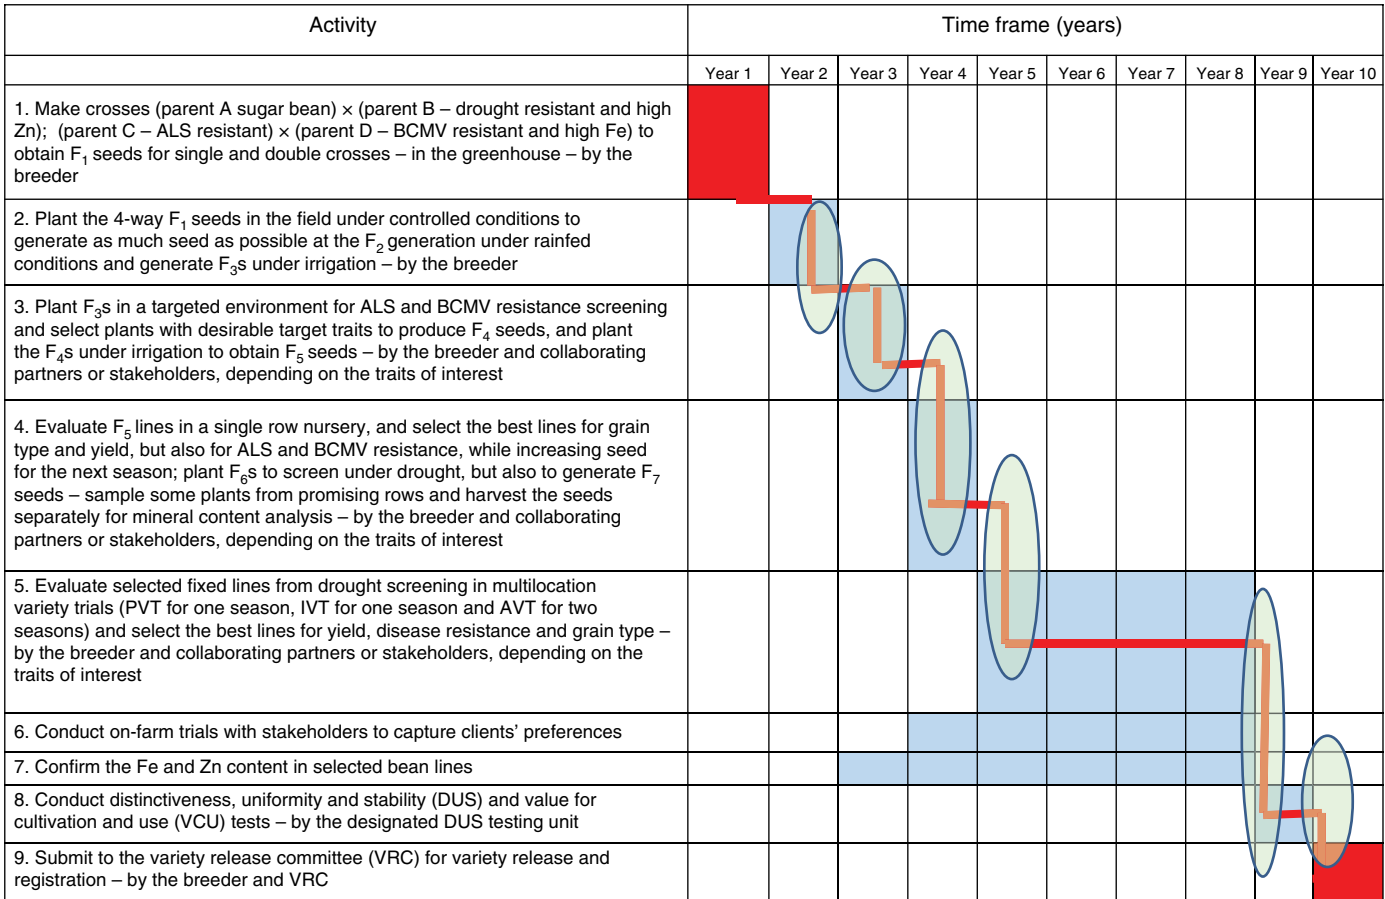 Activity
Time frame (years)
Year 1 Year 2 Year 3 Year 4 Year 5 Year 6 Year 7 Year 8 Year 9 Year 10
1. Make crosses (parent A sugar bean) × (parent B – drought resistant and high
Zn); (parent C – ALS resistant) × (parent D – BCMV resistant and high Fe) to
obtain F1 seeds for single and double crosses – in the greenhouse – by the
breeder
2. Plant the 4-way F1 seeds in the field under controlled conditions to
generate as much seed as possible at the F2 generation under rainfed
conditions and generate F3s under irrigation – by the breeder
3. Plant F3s in a targeted environment for ALS and BCMV resistance screening
and select plants with desirable target traits to produce F4 seeds, and plant
the F4s under irrigation to obtain F5 seeds – by the breeder and collaborating
partners or stakeholders, depending on the traits of interest
4. Evaluate F5 lines in a single row nursery, and select the best lines for grain
type and yield, but also for ALS and BCMV resistance, while increasing seed
for the next season; plant F6s to screen under drought, but also to generate F7
seeds – sample some plants from promising rows and harvest the seeds
separately for mineral content analysis – by the breeder and collaborating
partners or stakeholders, depending on the traits of interest
5. Evaluate selected fixed lines from drought screening in multilocation
variety trials (PVT for one season, IVT for one season and AVT for two
seasons) and select the best lines for yield, disease resistance and grain type –
by the breeder and collaborating partners or stakeholders, depending on the
traits of interest
6. Conduct on-farm trials with stakeholders to capture clients’ preferences
7. Confirm the Fe and Zn content in selected bean lines
8. Conduct distinctiveness, uniformity and stability (DUS) and value for
cultivation and use (VCU) tests – by the designated DUS testing unit
9. Submit to the variety release committee (VRC) for variety release and
registration – by the breeder and VRC